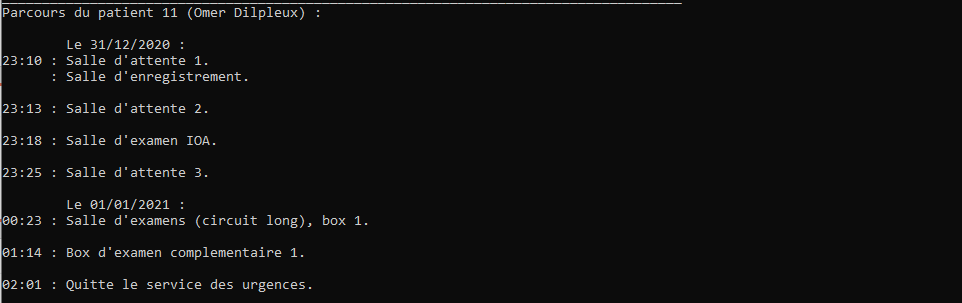 Parcours du patient 11 (Omer Dilpleux) :
Le 31/12/2020 :
23:10 : Salle d'attente 1.
: Salle d'enregistrement.
23:13 : Salle d'attente 2.
23:18 : Salle d'examen IOA.
23:25 : Salle d'attente 3.
Le 01/01/2021 :
00:23 : Salle d'examens (circuit long), box 1.
01:14 : Box d'examen complementaire 1.
02:01 : Quitte le service des urgences.